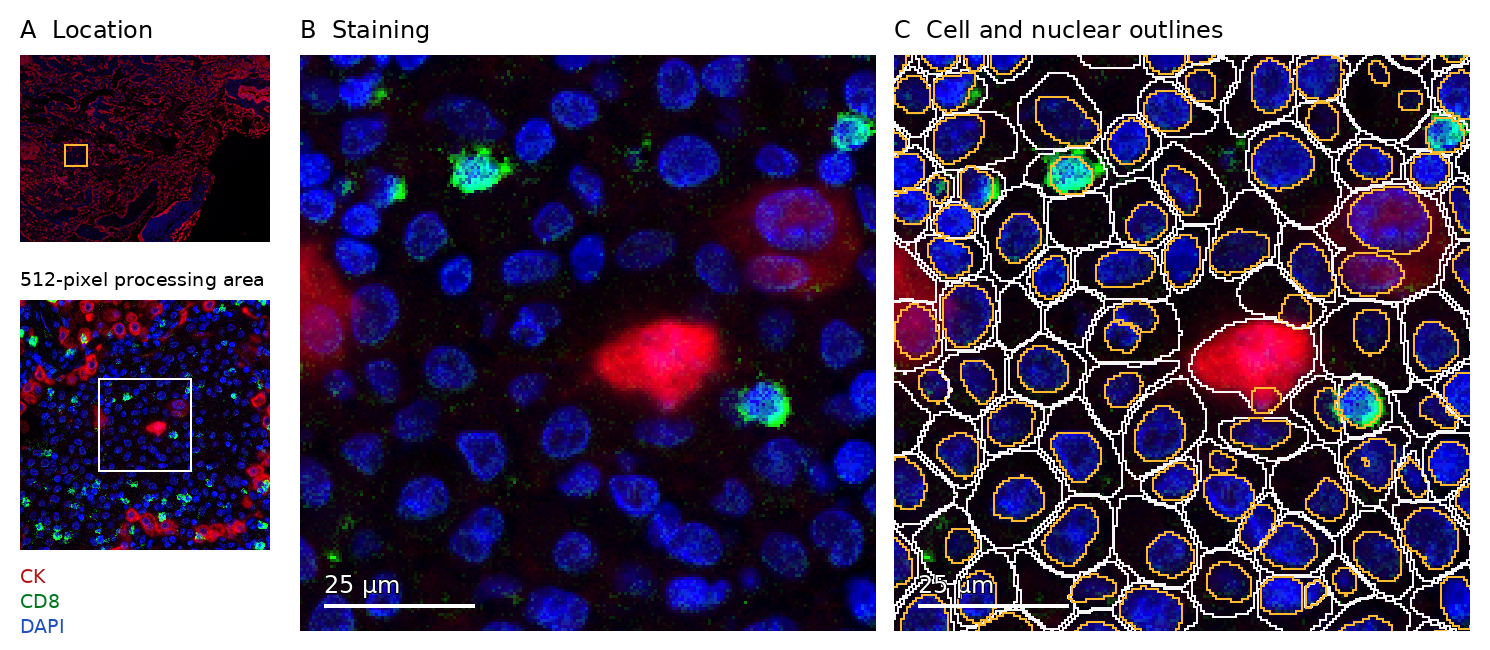 A Location
B Staining
C Cell and nuclear outlines
512-pixel processing area
CK
CD8
DAPI
25 µm
25 µm